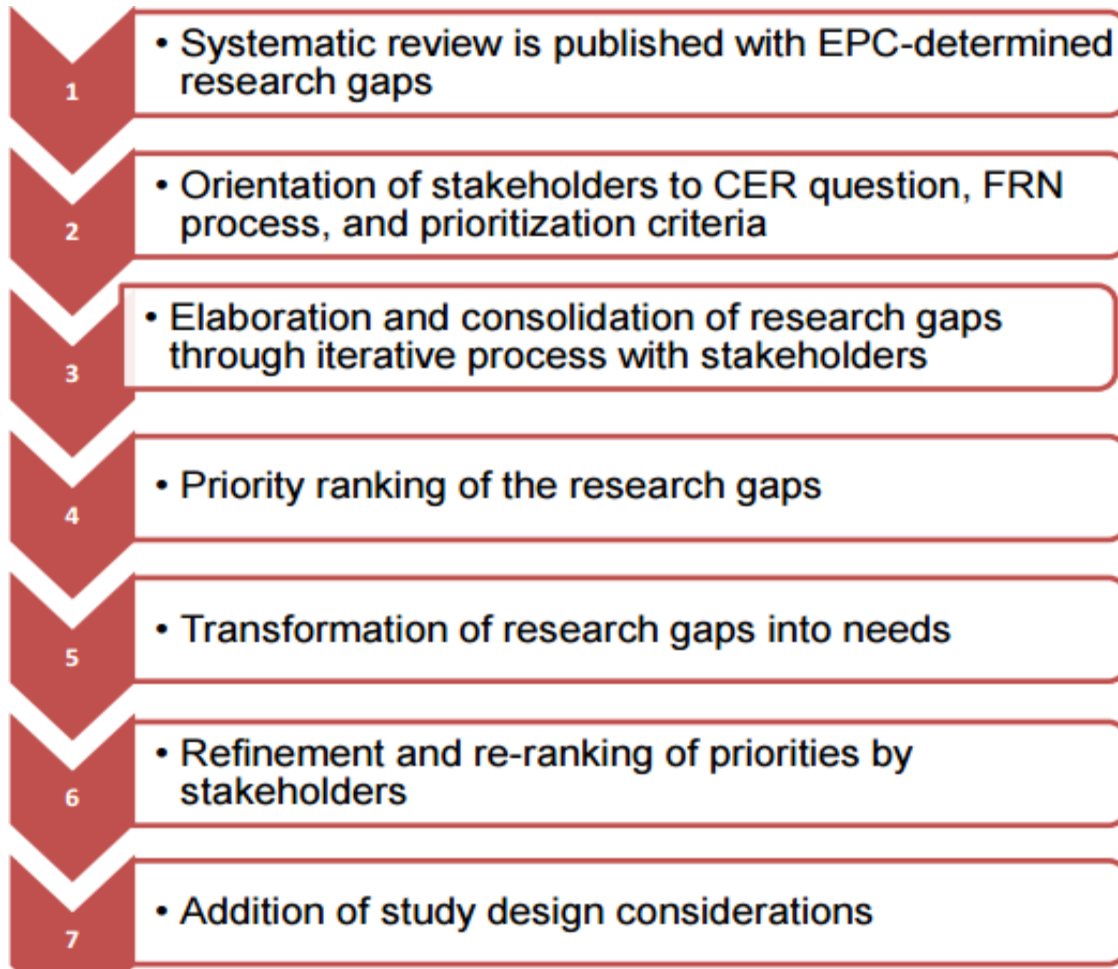 1
• Systematic review is published with EPC-determined
research gaps
2
• Orientation of stakeholders to CER question, FRN
process, and prioritization criteria
3
• Elaboration and consolidation of research gaps
through iterative process with stakeholders
4
• Priority ranking of the research gaps
5
• Transformation of research gaps into needs
6
• Refinement and re-ranking of priorities by
stakeholders
7
• Addition of study design considerations